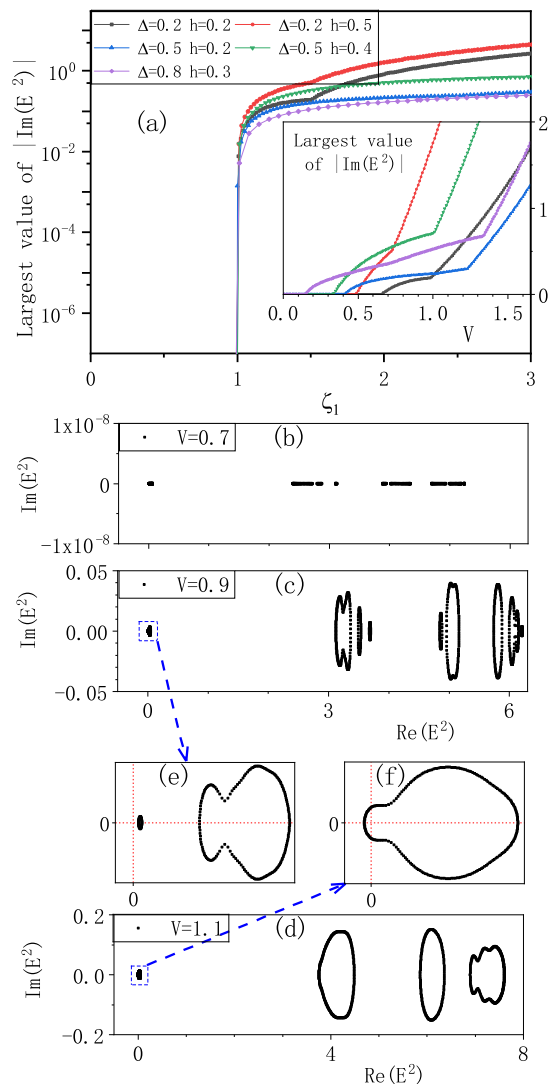 Δ=0.2 h=0.2 Δ=0.2 h=0.5
Δ=0.5 h=0.2 Δ=0.5 h=0.4
Δ=0.8 h=0.3
(a)
Largest value of |Im(E²)|
10⁰
10⁻²
10⁻⁴
10⁻⁶
0 1 2 3
ζ₁
Largest value
of |Im(E²)|
2
1
0
0.0 0.5 1.0 1.5
V
V=0.7
(b)
Im(E²)
1x10⁻⁸
0
-1x10⁻⁸
V=0.9
(c)
Im(E²)
0.05
0.00
-0.05
0 3 6
Re(E²)
(e)
0
0
(f)
0
0
V=1.1
(d)
Im(E²)
0.2
0.0
-0.2
0 4 8
Re(E²)